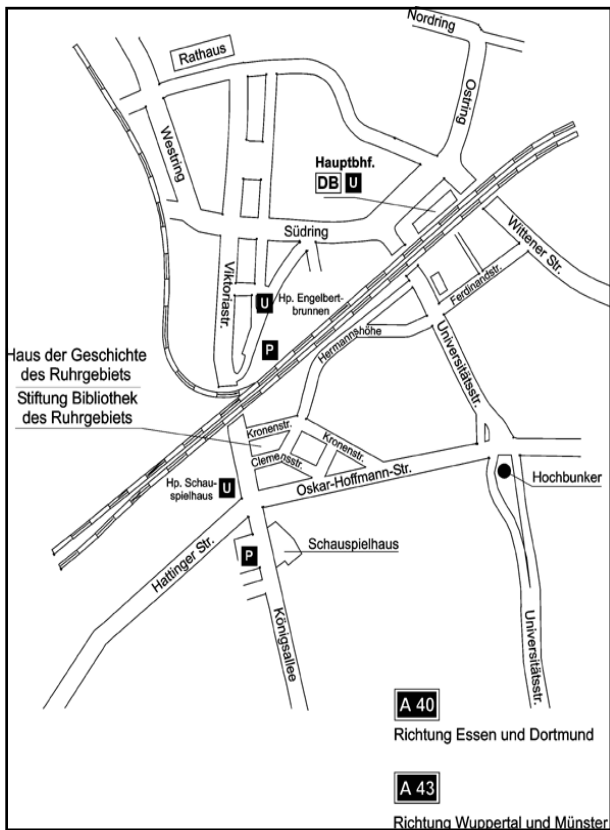 Nordring
Rathaus
Ostring
Westring
Hauptbhf.
DB U
Südring
Wittener Str.
Viktoriastr.
U Hp. Engelbert-
brunnen
Ferdinandstr.
P
Hermannshöhe
Universitätsstr.
Haus der Geschichte
des Ruhrgebiets
Stiftung Bibliothek
des Ruhrgebiets
Kronenstr.
Kronenstr.
Clemensstr.
Oskar-Hoffmann-Str.
Hp. Schau-
spielhaus U
Hochbunker
Hattinger Str.
P
Schauspielhaus
Königsallee
Universitätsstr.
A 40
Richtung Essen und Dortmund
A 43
Richtung Wuppertal und Münster